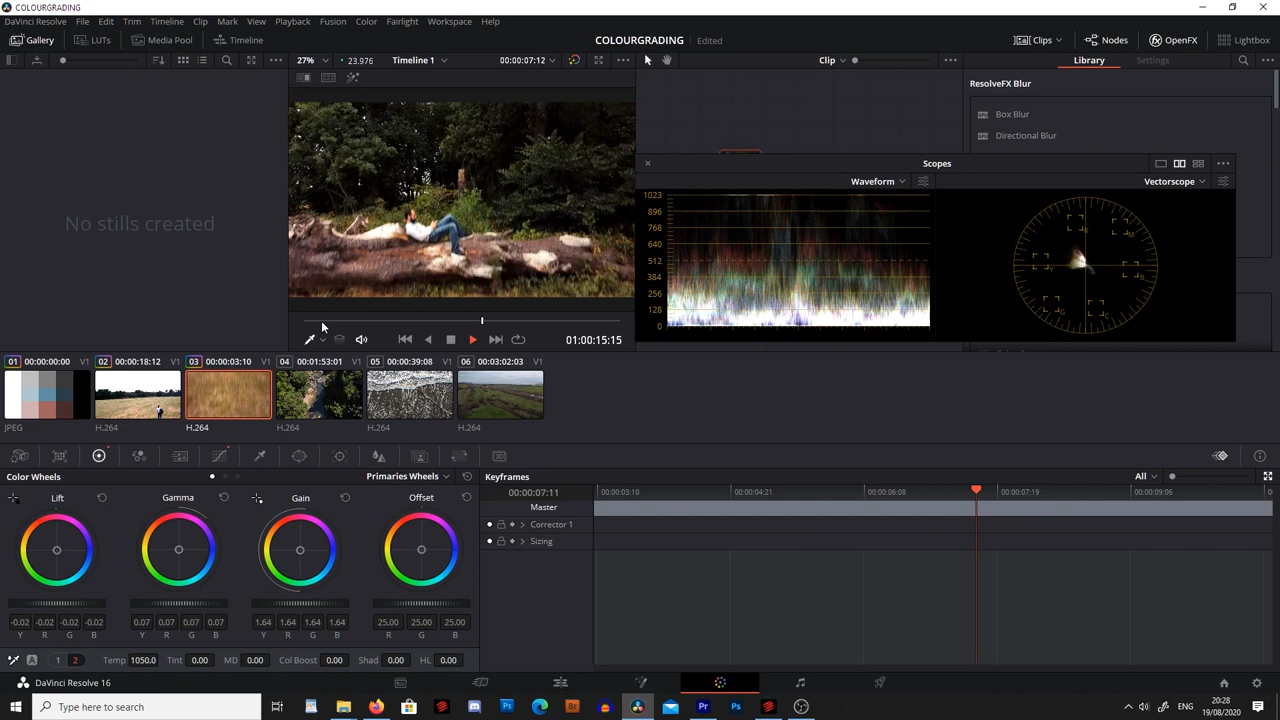 COLOURGRADING
DaVinci Resolve File Edit Trim Timeline Clip Mark View Playback Fusion Color Fairlight Workspace Help
Gallery LUTs Media Pool Timeline COLOURGRADING Edited Clips Nodes OpenFX Lightbox
27% 23.976 Timeline 1 00:00:07:12 Clip Library Settings
ResolveFX Blur
Box Blur
Directional Blur
Scopes
Waveform Vectorscope
1023
896
768
640
512
384
256
128
0
R
M
Y
B
G
C
No stills created
01:00:15:15
01 00:00:00:00 V1 02 00:00:18:12 V1 03 00:00:03:10 V1 04 00:01:53:01 V1 05 00:00:39:08 V1 06 00:03:02:03 V1
JPEG H.264 H.264 H.264 H.264 H.264
Color Wheels Primaries Wheels Keyframes All
Lift Gamma Gain Offset
00:00:07:11 00:00:03:10 00:00:04:21 00:00:06:08 00:00:07:19 00:00:09:06
Master
Corrector 1
Sizing
-0.02 -0.02 -0.02 -0.02 0.07 0.07 0.07 0.07 1.64 1.64 1.64 1.64 25.00 25.00 25.00
Y R G B Y R G B Y R G B R G B
A 1 2 Temp 1050.0 Tint 0.00 MD 0.00 Col Boost 0.00 Shad 0.00 HL 0.00
DaVinci Resolve 16
Type here to search
ENG
20:28
19/08/2020